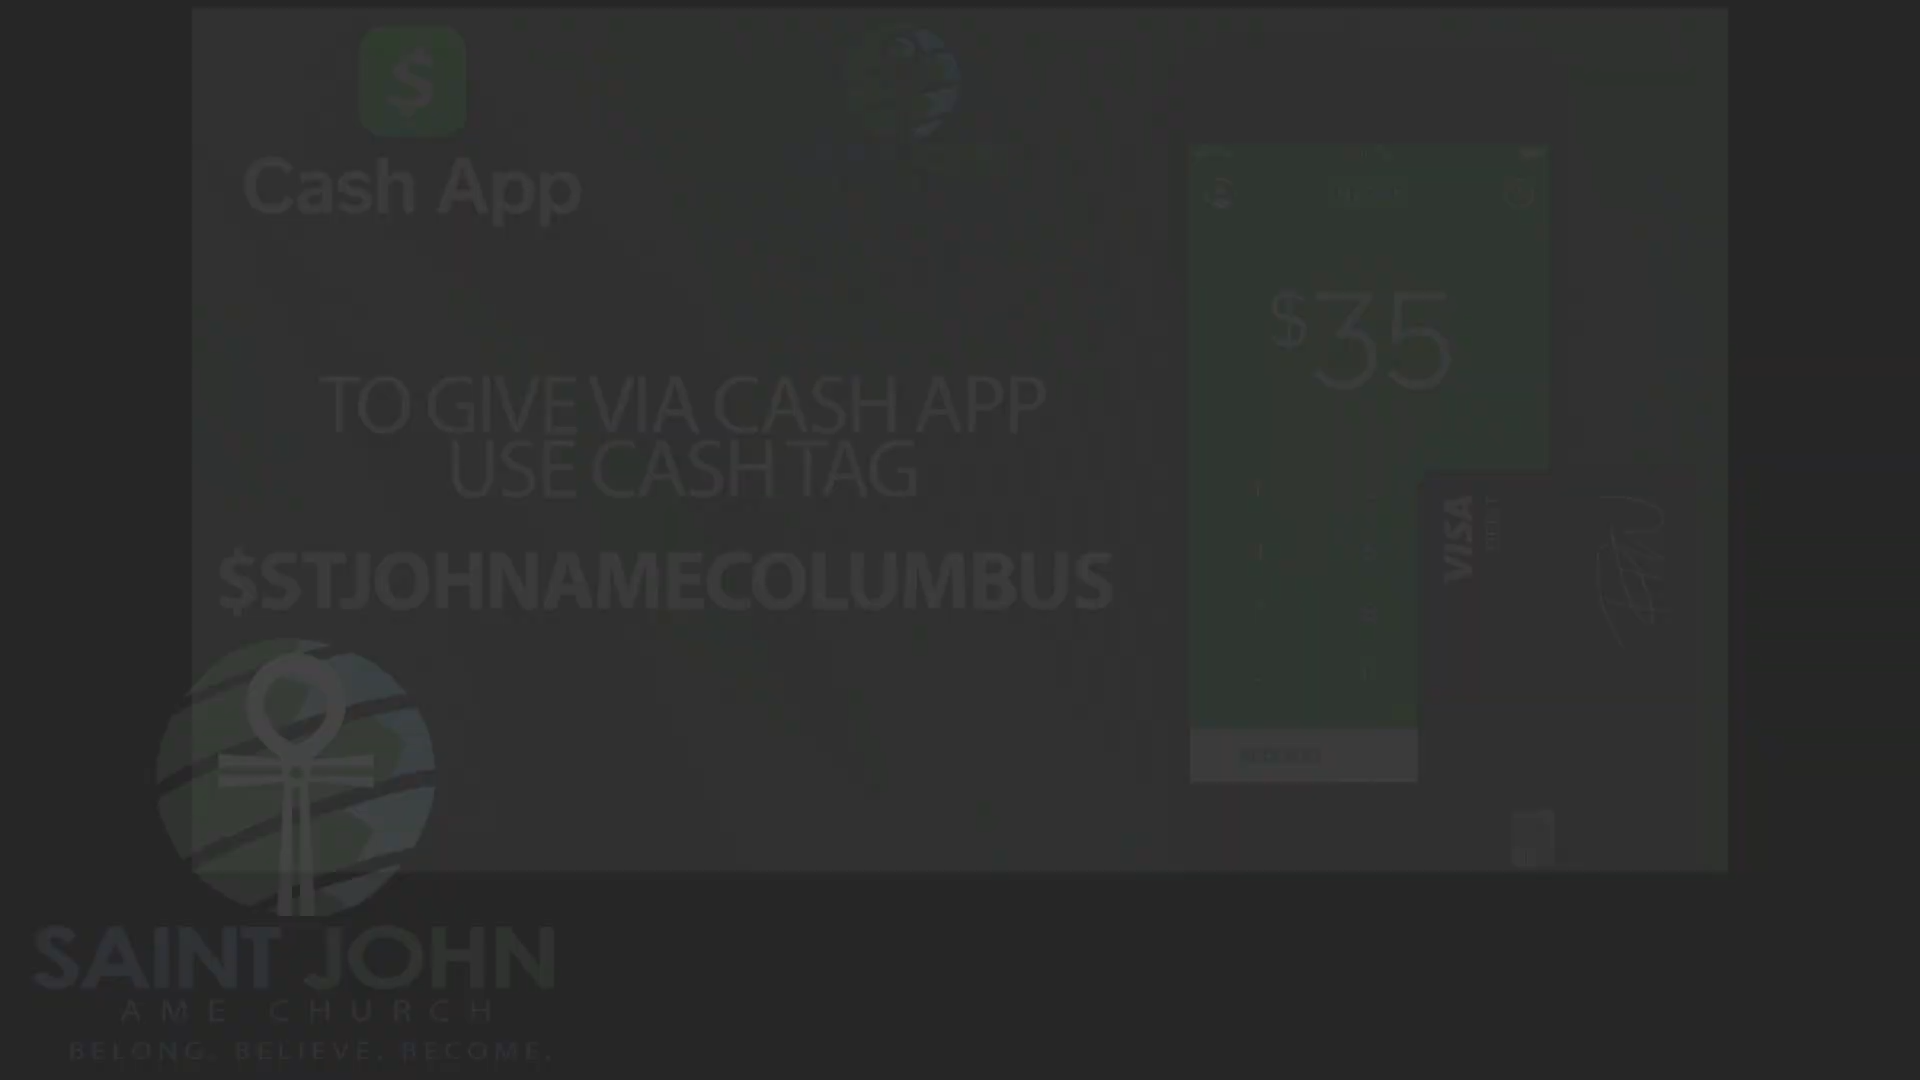 $
Cash App
TO GIVE VIA CASH APP
USE CASH TAG
$STJOHNAMECOLUMBUS
$35
VISA
DEBIT
SAINT JOHN
AME CHURCH
BELONG. BELIEVE. BECOME.